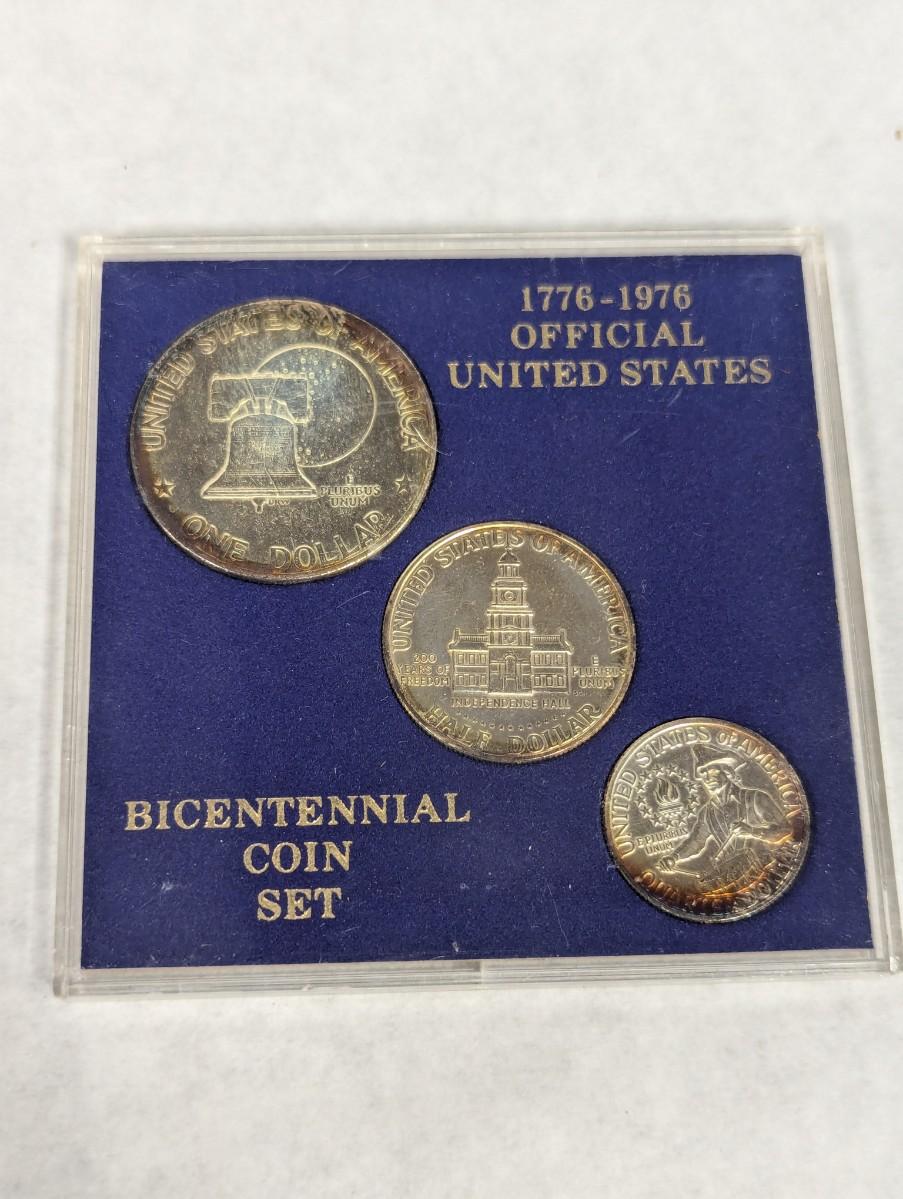 1776-1976
OFFICIAL
UNITED STATES
UNITED STATES OF AMERICA
E
PLURIBUS
UNUM
ONE DOLLAR
UNITED STATES OF AMERICA
200
YEARS OF
FREEDOM
E
PLURIBUS
UNUM
INDEPENDENCE HALL
HALF DOLLAR
UNITED STATES OF AMERICA
E PLURIBUS
UNUM
QUARTER DOLLAR
BICENTENNIAL
COIN
SET